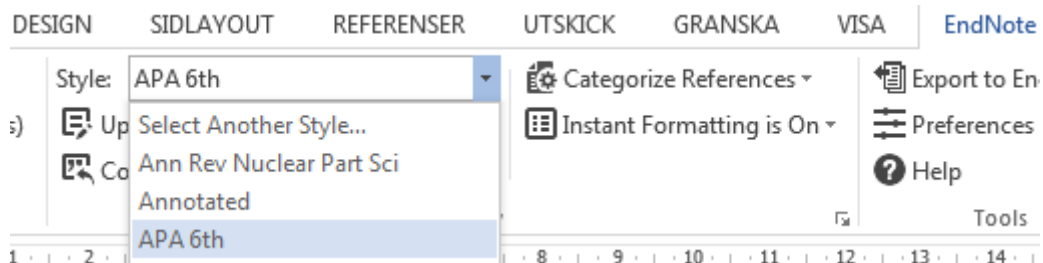 DESIGN SIDLAYOUT REFERENSER UTSKICK GRANSKA VISA EndNote
Style: APA 6th Categorize References Export to En
s) Up Select Another Style... Instant Formatting is On Preferences
Co Ann Rev Nuclear Part Sci Help
Annotated
APA 6th Tools
1 2 8 9 10 11 12 13 14